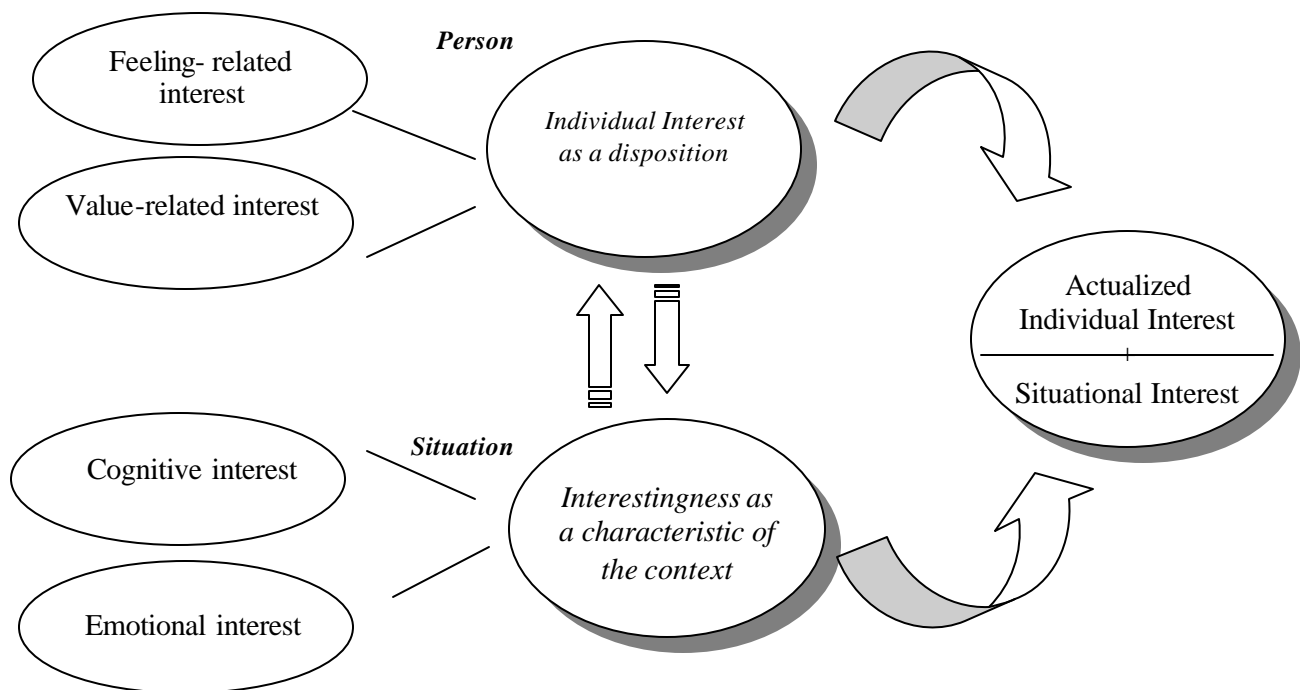 Feeling- related
interest
Value-related interest
Person
Individual Interest
as a disposition
Actualized
Individual Interest
Situational Interest
Situation
Cognitive interest
Emotional interest
Interestingness as
a characteristic of
the context